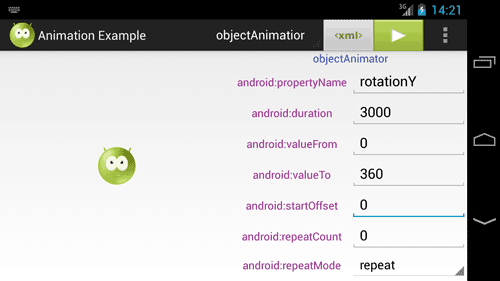 3G 14:21
Animation Example objectAnimatior <xml>
objectAnimator
android:propertyName rotationY
android:duration 3000
android:valueFrom 0
android:valueTo 360
android:startOffset 0
android:repeatCount 0
android:repeatMode repeat